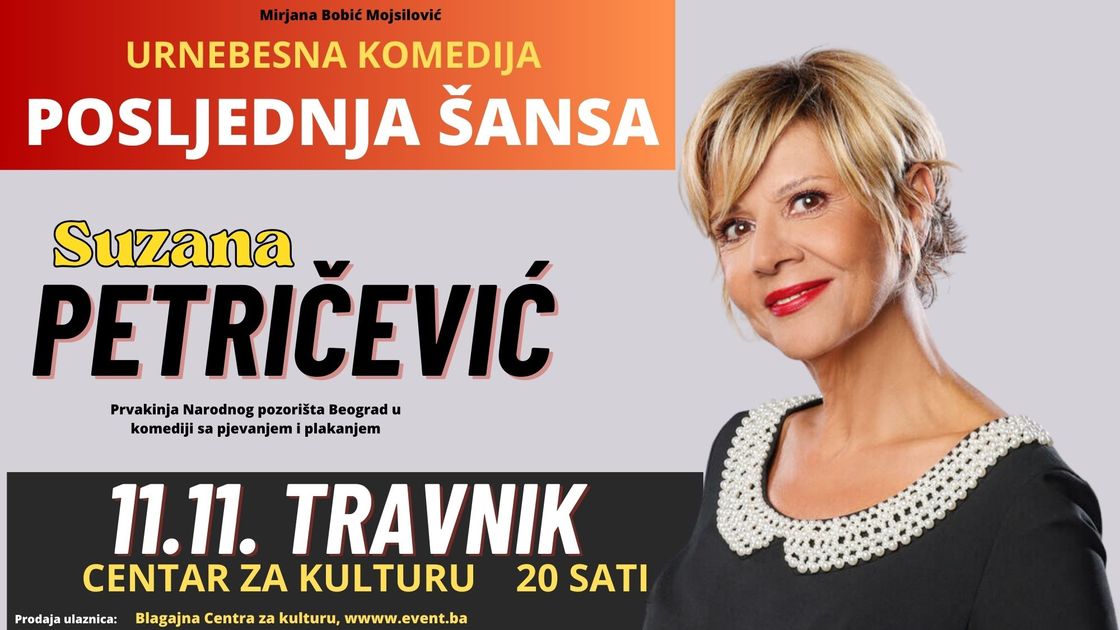 Mirjana Bobić Mojsilović
URNEBESNA KOMEDIJA
POSLJEDNJA ŠANSA
Suzana
PETRIČEVIĆ
Prvakinja Narodnog pozorišta Beograd u
komediji sa pjevanjem i plakanjem
11.11. TRAVNIK
CENTAR ZA KULTURU 20 SATI
Prodaja ulaznica: Blagajna Centra za kulturu, wwww.event.ba